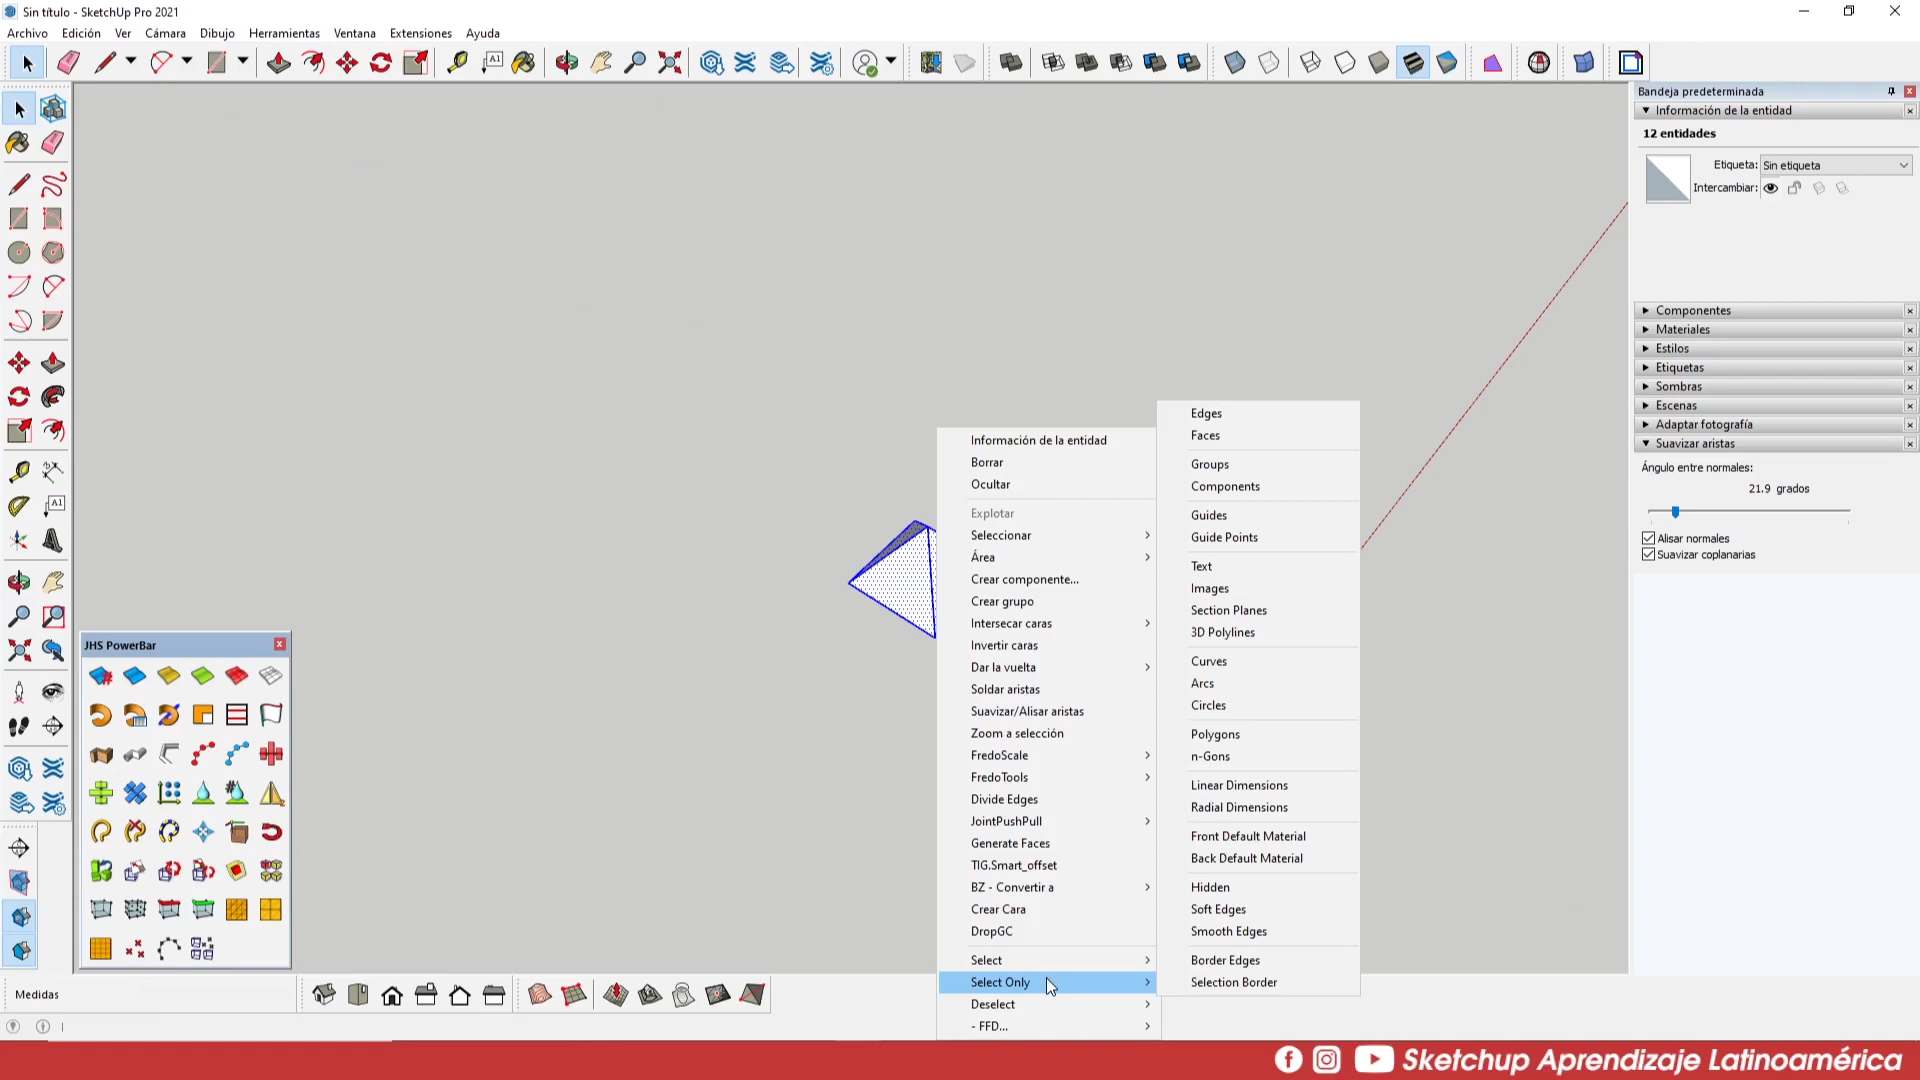 Sin título - SketchUp Pro 2021
Archivo Edición Ver Cámara Dibujo Herramientas Ventana Extensiones Ayuda
A1
Bandeja predeterminada
Información de la entidad
12 entidades
Etiqueta: Sin etiqueta
Intercambiar:
Componentes
Materiales
Estilos
Etiquetas
Sombras
Escenas
Adaptar fotografía
Suavizar aristas
Ángulo entre normales:
21.9 grados
Alisar normales
Suavizar coplanarias
A1
JHS PowerBar
Información de la entidad
Borrar
Ocultar
Explotar
Seleccionar
Área
Crear componente...
Crear grupo
Intersecar caras
Invertir caras
Dar la vuelta
Soldar aristas
Suavizar/Alisar aristas
Zoom a selección
FredoScale
FredoTools
Divide Edges
JointPushPull
Generate Faces
TIG.Smart_offset
BZ - Convertir a
Crear Cara
DropGC
Select
Select Only
Deselect
- FFD...
Edges
Faces
Groups
Components
Guides
Guide Points
Text
Images
Section Planes
3D Polylines
Curves
Arcs
Circles
Polygons
n-Gons
Linear Dimensions
Radial Dimensions
Front Default Material
Back Default Material
Hidden
Soft Edges
Smooth Edges
Border Edges
Selection Border
Medidas
Sketchup Aprendizaje Latinoamérica